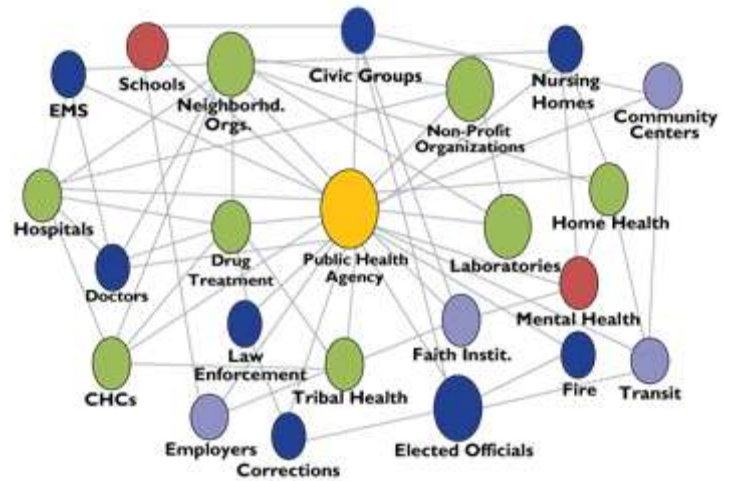 Schools
EMS
Neighborhd.
Orgs.
Civic Groups
Nursing
Homes
Community
Centers
Non-Profit
Organizations
Hospitals
Drug
Treatment
Public Health
Agency
Laboratories
Home Health
Doctors
Law
Enforcement
Faith Instit.
Mental Health
CHCs
Tribal Health
Fire
Transit
Employers
Corrections
Elected Officials